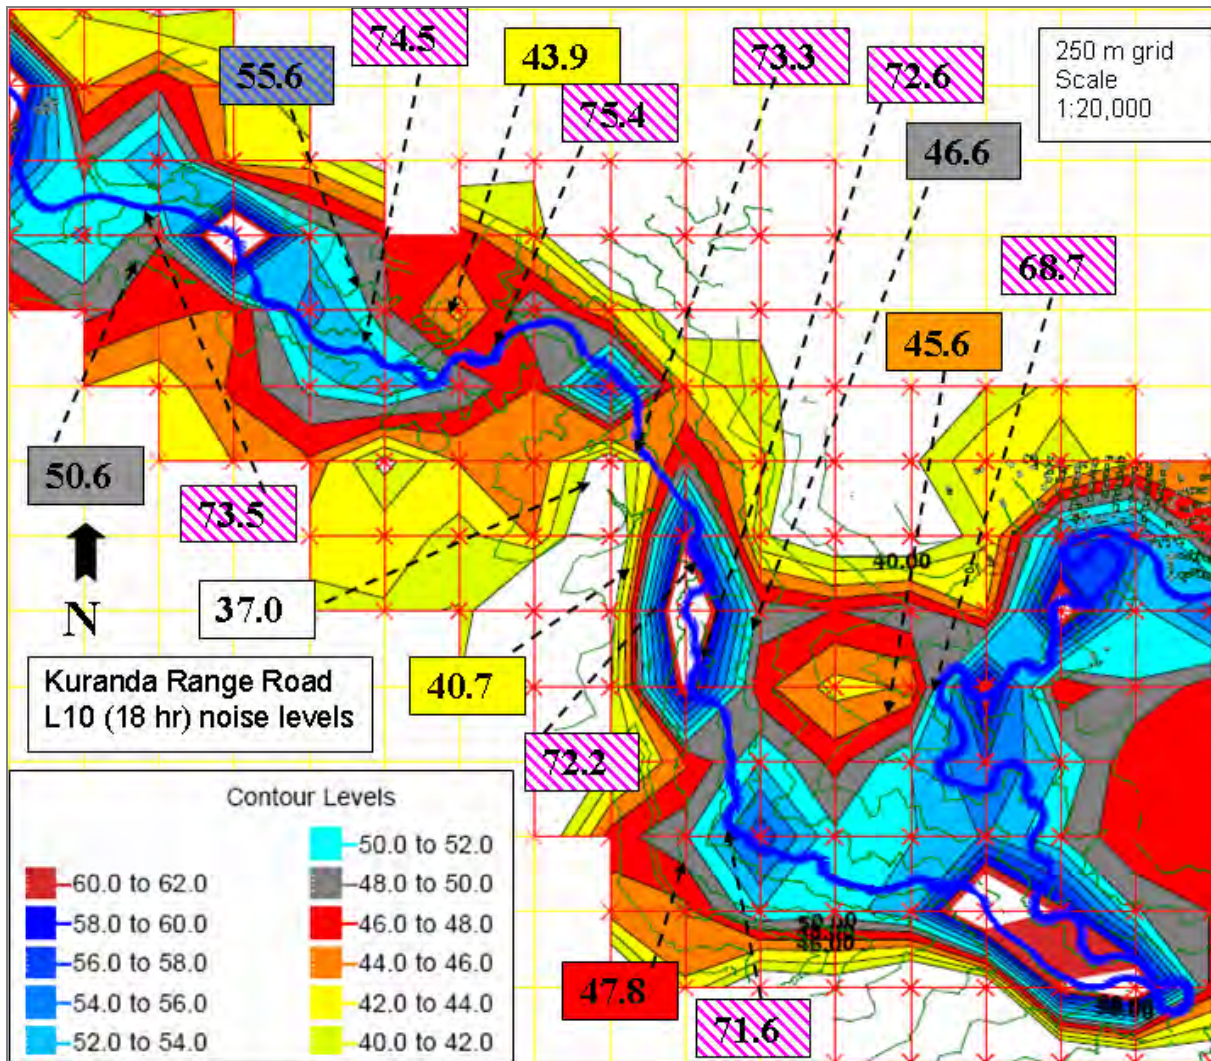 74.5
43.9
73.3
72.6
250 m grid
Scale
1:20,000
55.6
75.4
46.6
68.7
45.6
50.6
73.5
37.0
N
40.00
Kuranda Range Road
L10 (18 hr) noise levels
40.7
72.2
Contour Levels
50.0 to 52.0
60.0 to 62.0
48.0 to 50.0
58.0 to 60.0
46.0 to 48.0
56.0 to 58.0
44.0 to 46.0
54.0 to 56.0
42.0 to 44.0
52.0 to 54.0
40.0 to 42.0
50.00
46.00
47.8
71.6